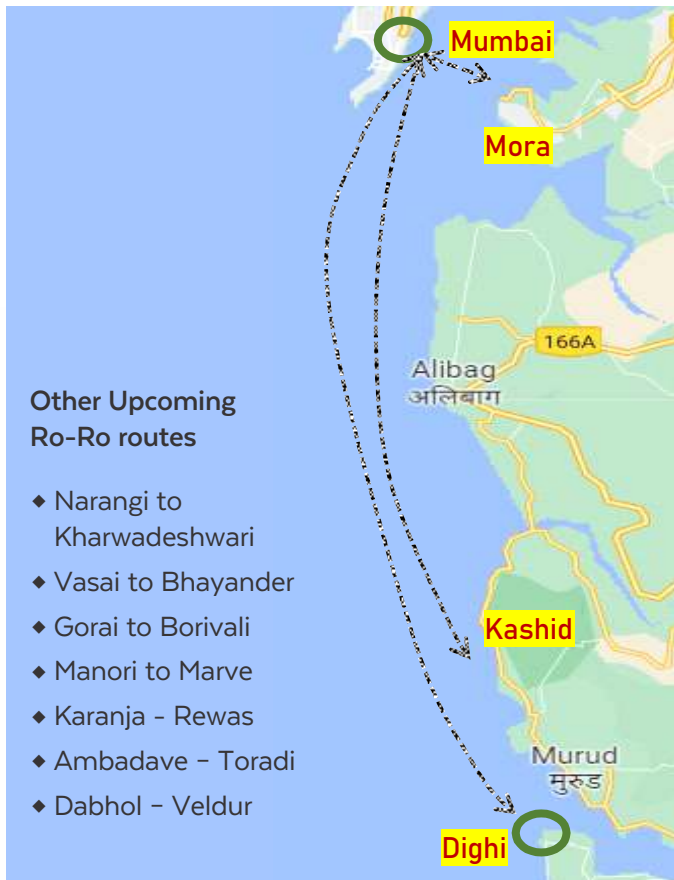 Mumbai
Mora
166A
Alibag
अलिबाग
Other Upcoming
Ro-Ro routes
◆ Narangi to
Kharwadeshwari
◆ Vasai to Bhayander
◆ Gorai to Borivali
◆ Manori to Marve
◆ Karanja - Rewas
◆ Ambadave – Toradi
◆ Dabhol – Veldur
Kashid
Murud
मुरुड
Dighi